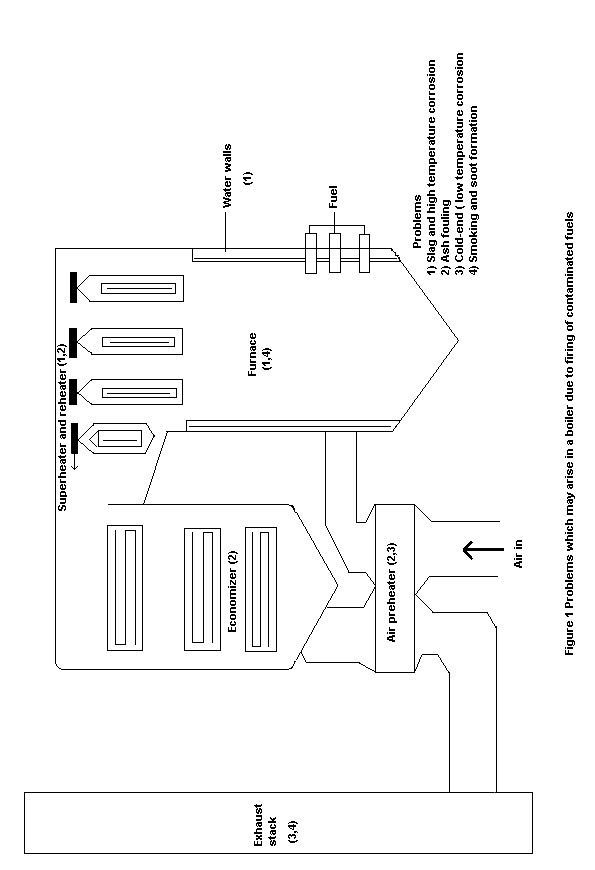 Water walls
(1)
Fuel
Problems
1) Slag and high temperature corrosion
2) Ash fouling
3) Cold-end ( low temperature corrosion
4) Smoking and soot formation
Superheater and reheater (1,2)
Furnace
(1,4)
Economizer (2)
Air preheater (2,3)
Air in
Exhaust
stack
(3,4)
Figure 1 Problems which may arise in a boiler due to firing of contaminated fuels